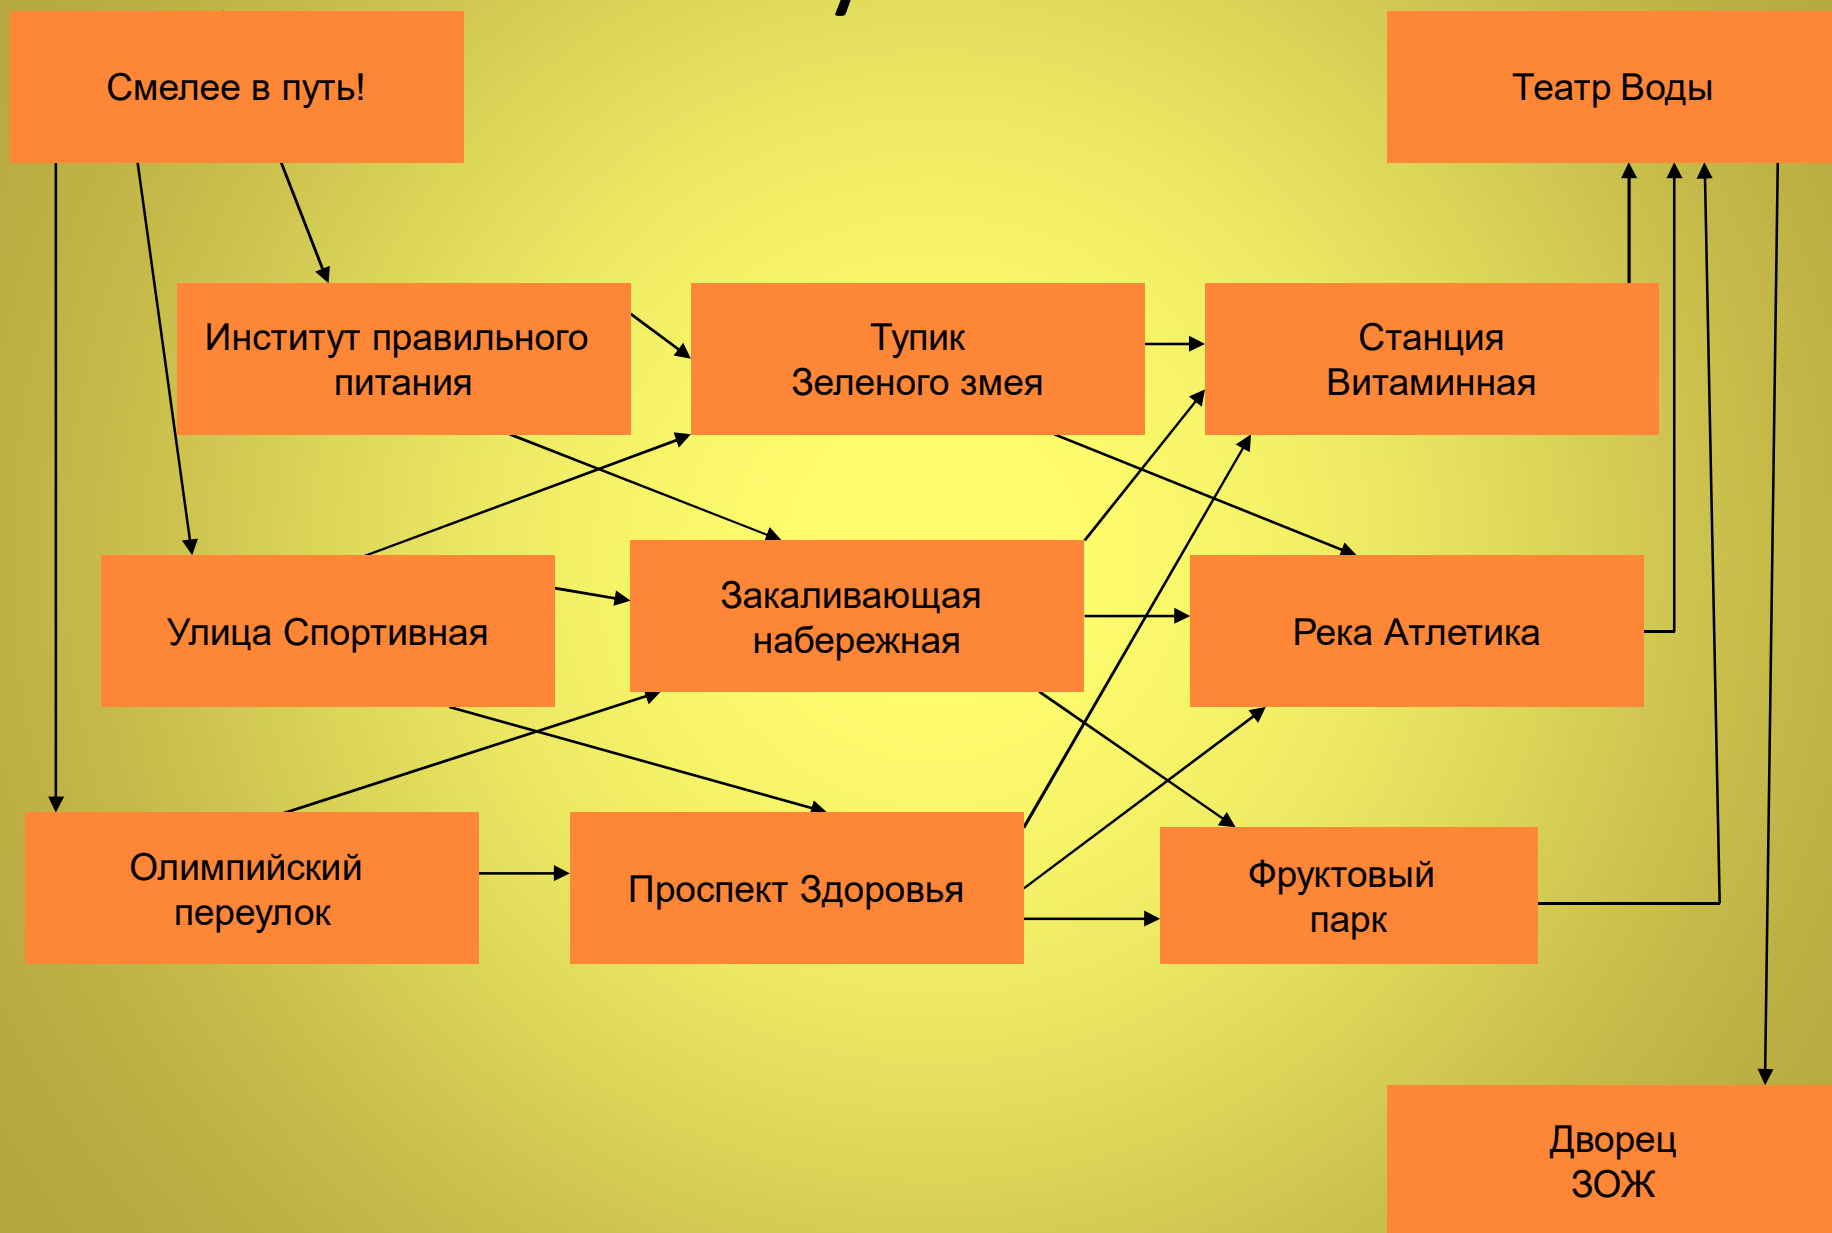 Смелее в путь!
Театр Воды
Институт правильного
питания
Тупик
Зеленого змея
Станция
Витаминная
Улица Спортивная
Закаливающая
набережная
Река Атлетика
Олимпийский
переулок
Проспект Здоровья
Фруктовый
парк
Дворец
ЗОЖ